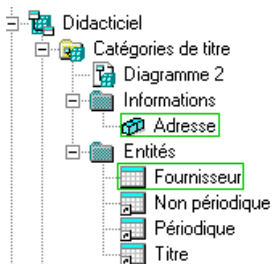 Didacticiel
Catégories de titre
Diagramme 2
Informations
Adresse
Entités
Fournisseur
Non périodique
Périodique
Titre